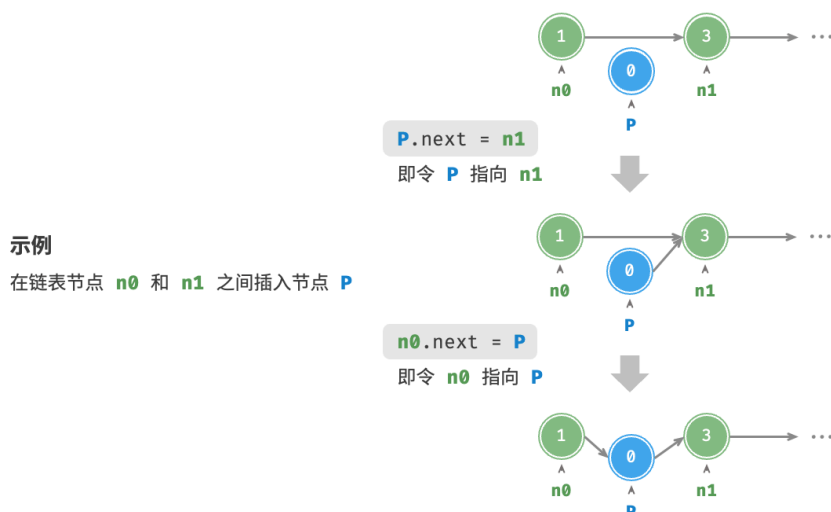 1 3 ...
0
n0 n1
P
P.next = n1
即令 P 指向 n1
示例
在链表节点 n0 和 n1 之间插入节点 P
1 3 ...
0
n0 n1
P
n0.next = P
即令 n0 指向 P
1 3 ...
0
n0 n1
P